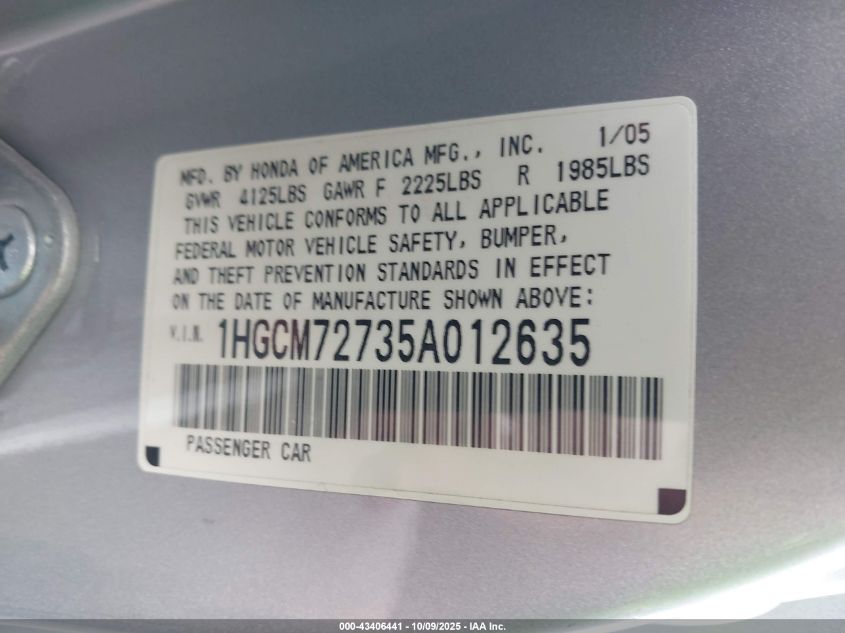 MFD. BY HONDA OF AMERICA MFG., INC. 1/05
GVWR 4125LBS GAWR F 2225LBS R 1985LBS
THIS VEHICLE CONFORMS TO ALL APPLICABLE
FEDERAL MOTOR VEHICLE SAFETY, BUMPER,
AND THEFT PREVENTION STANDARDS IN EFFECT
ON THE DATE OF MANUFACTURE SHOWN ABOVE:
V.I.N. 1HGCM72735A012635
PASSENGER CAR
000-43406441 - 10/09/2025 - IAA Inc.